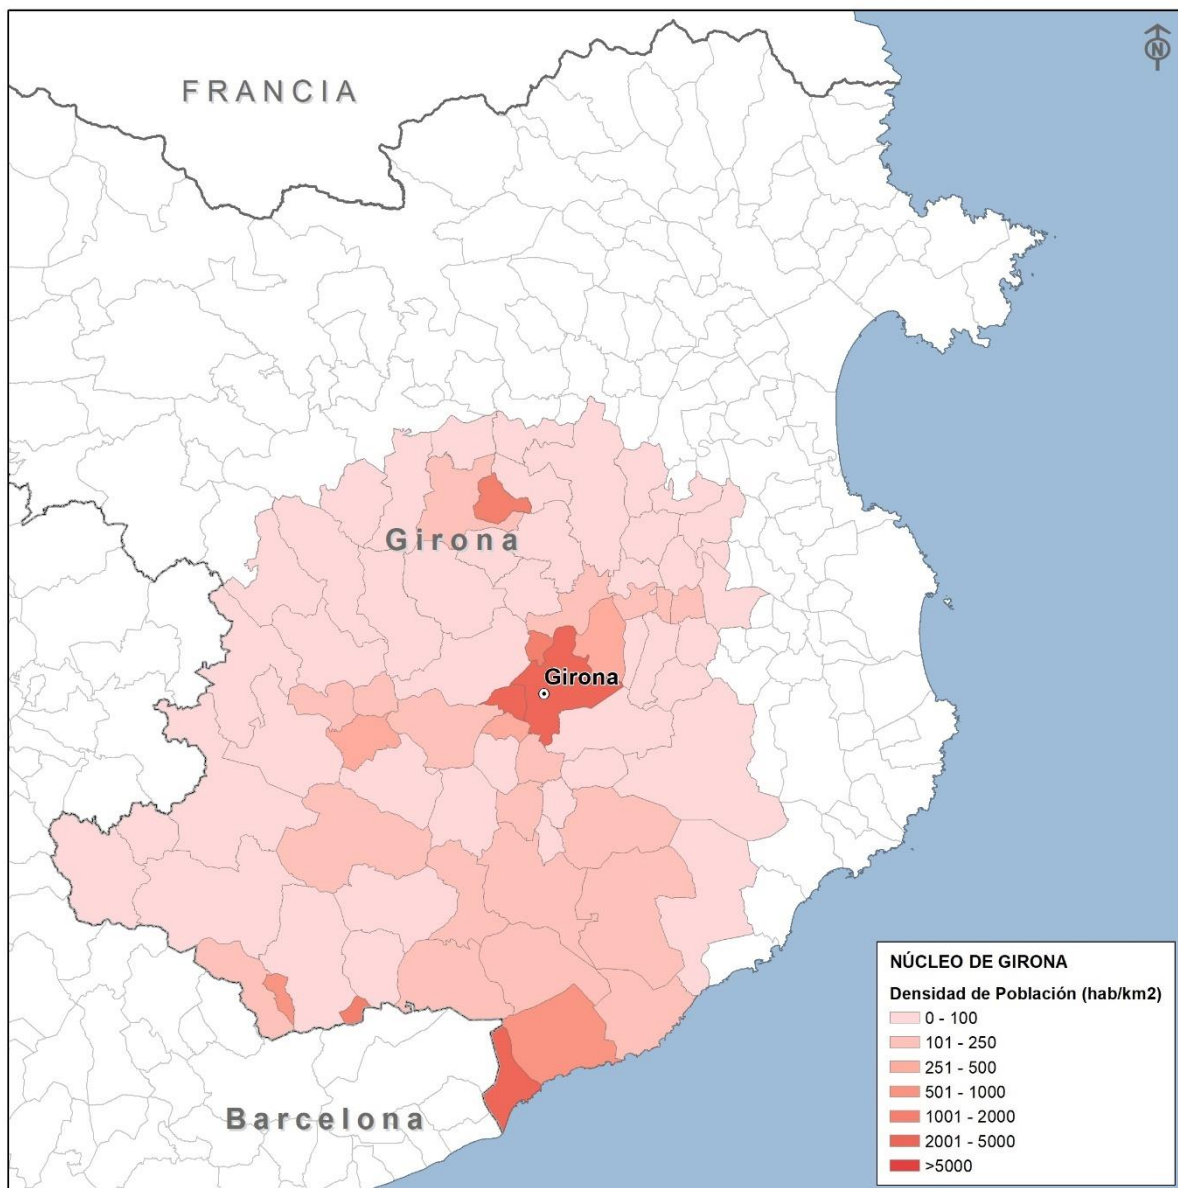 N
FRANCIA
Girona
Girona
Barcelona
NÚCLEO DE GIRONA
Densidad de Población (hab/km2)
0 - 100
101 - 250
251 - 500
501 - 1000
1001 - 2000
2001 - 5000
>5000